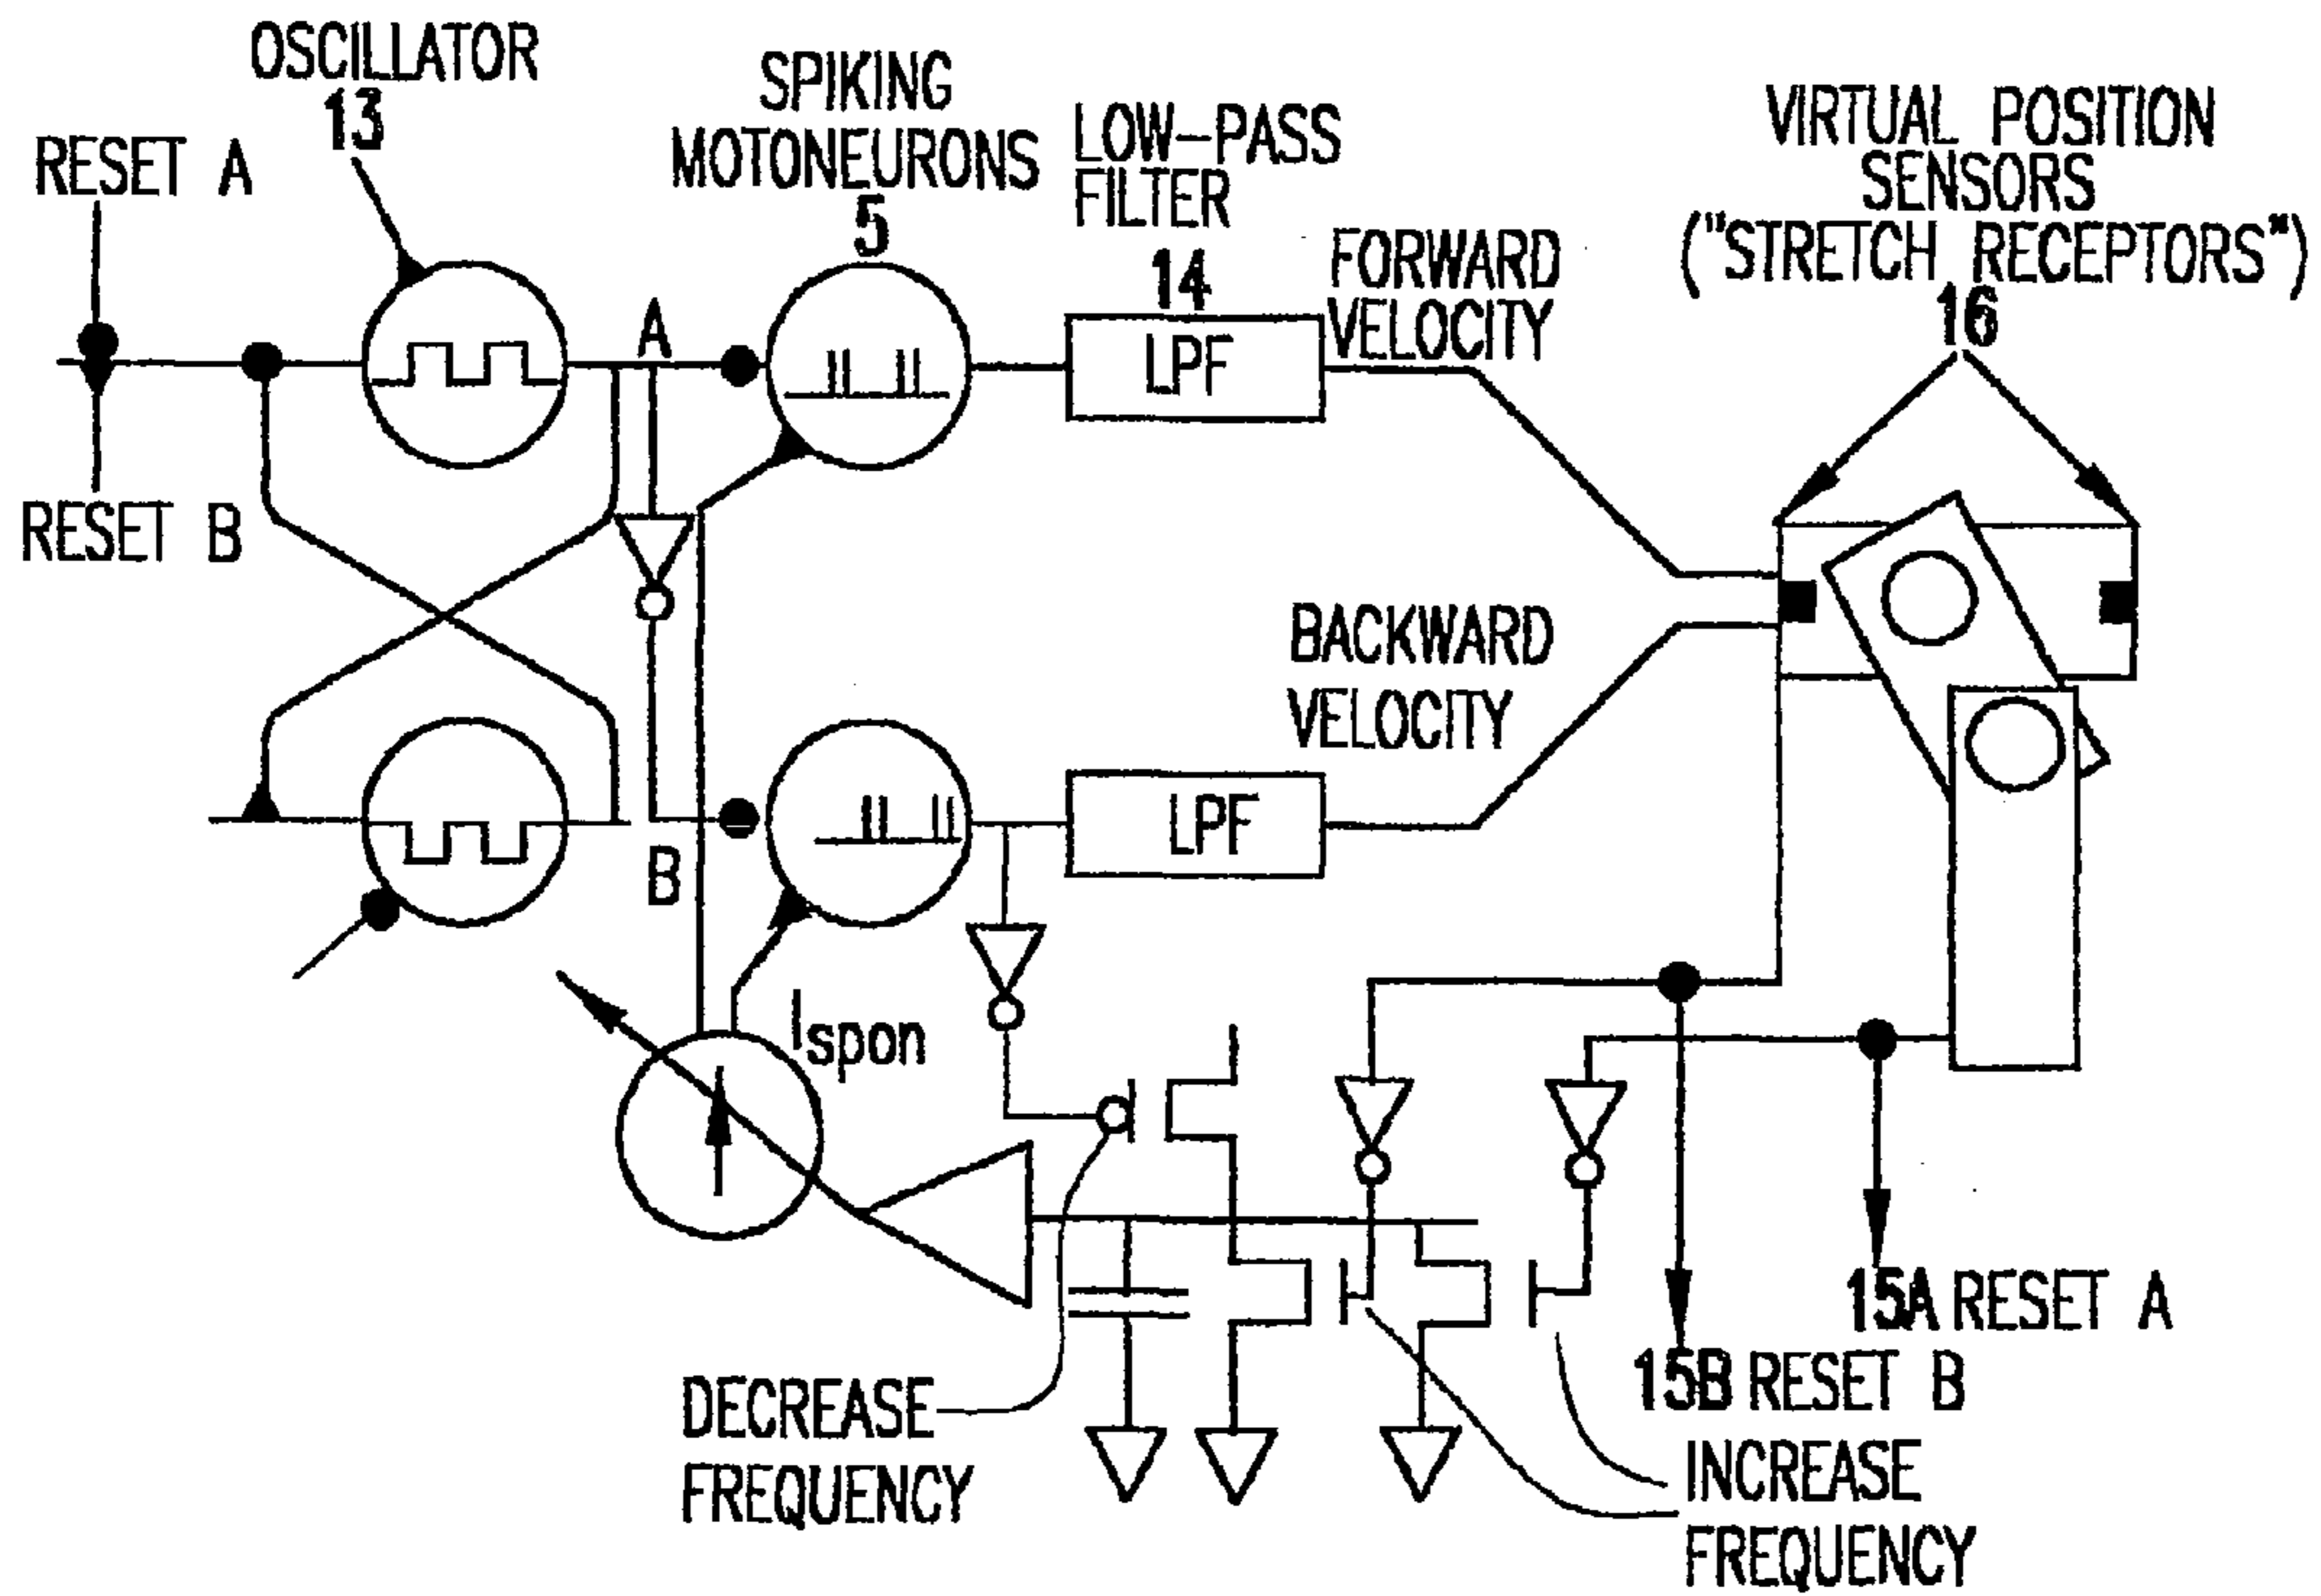 OSCILLATOR
13
SPIKING
MOTONEURONS
5
LOW-PASS
FILTER
14
VIRTUAL POSITION
SENSORS
("STRETCH RECEPTORS")
16
RESET A
RESET B
A
FORWARD
VELOCITY
LPF
BACKWARD
VELOCITY
B
LPF
Ispon
15A RESET A
15B RESET B
DECREASE
FREQUENCY
INCREASE
FREQUENCY